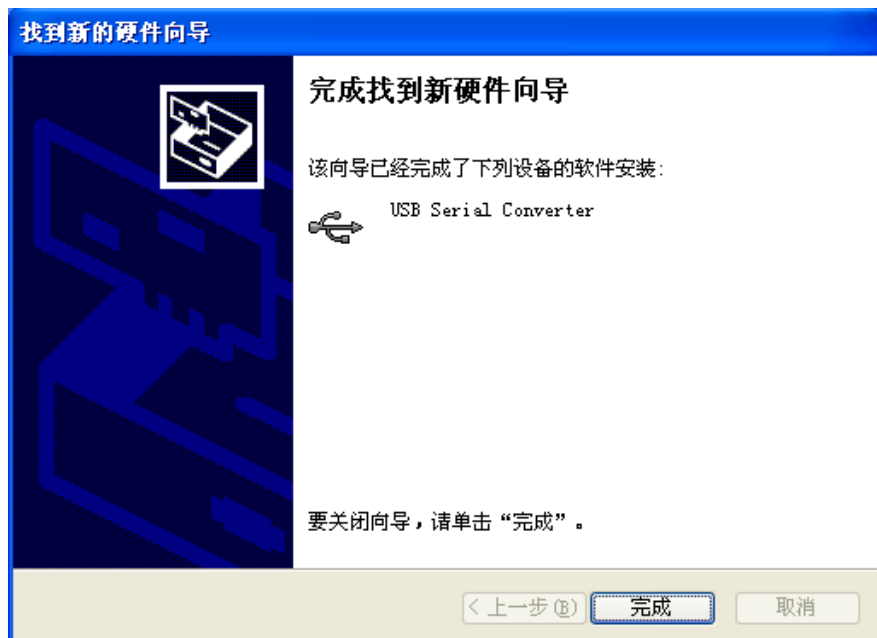 找到新的硬件向导
完成找到新硬件向导
该向导已经完成了下列设备的软件安装:
USB Serial Converter
要关闭向导,请单击“完成”。
< 上一步(B)
完成
取消